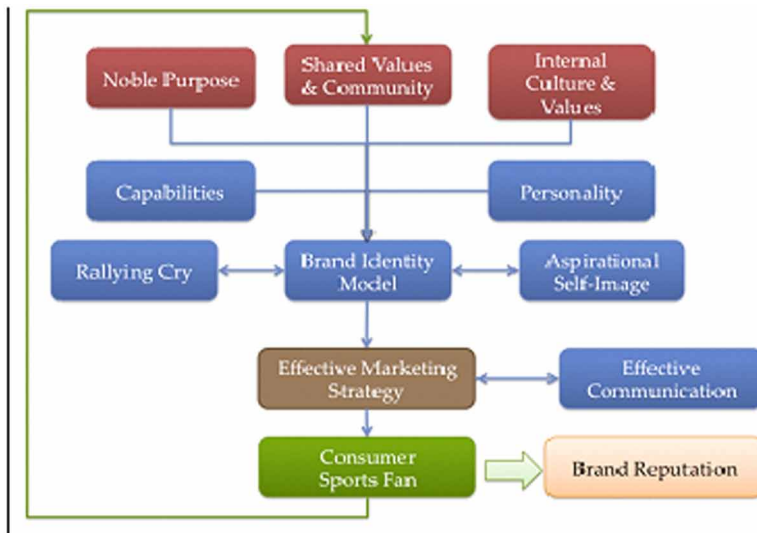 Noble Purpose
Shared Values
& Community
Internal
Culture &
Values
Capabilities
Personality
Rallying Cry
Brand Identity
Model
Aspirational
Self-Image
Effective Marketing
Strategy
Effective
Communication
Consumer
Sports Fan
Brand Reputation